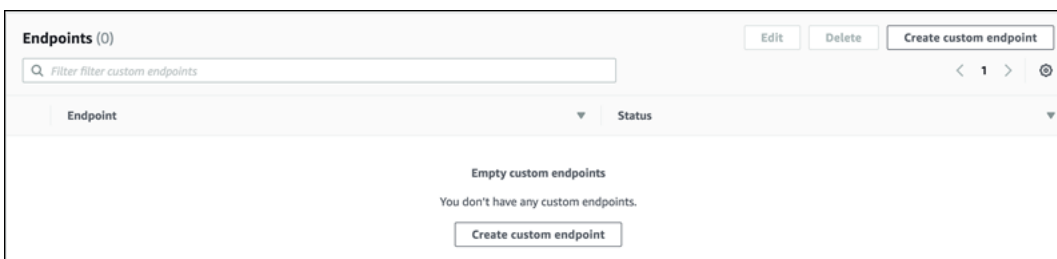 Endpoints (0) Edit Delete Create custom endpoint
Filter filter custom endpoints 1
Endpoint Status
Empty custom endpoints
You don't have any custom endpoints.
Create custom endpoint